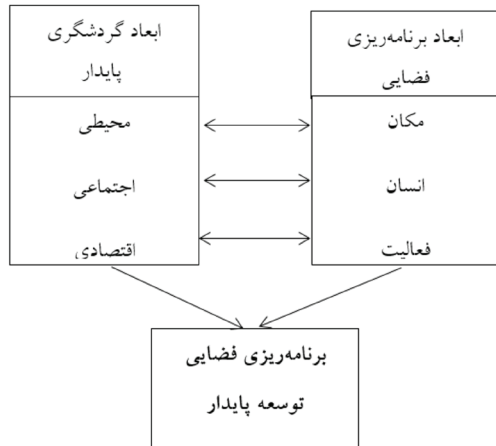 ابعاد برنامه‌ریزی
فضایی
مکان
انسان
فعالیت
ابعاد گردشگری
پایدار
محیطی
اجتماعی
اقتصادی
برنامه‌ریزی فضایی
توسعه پایدار